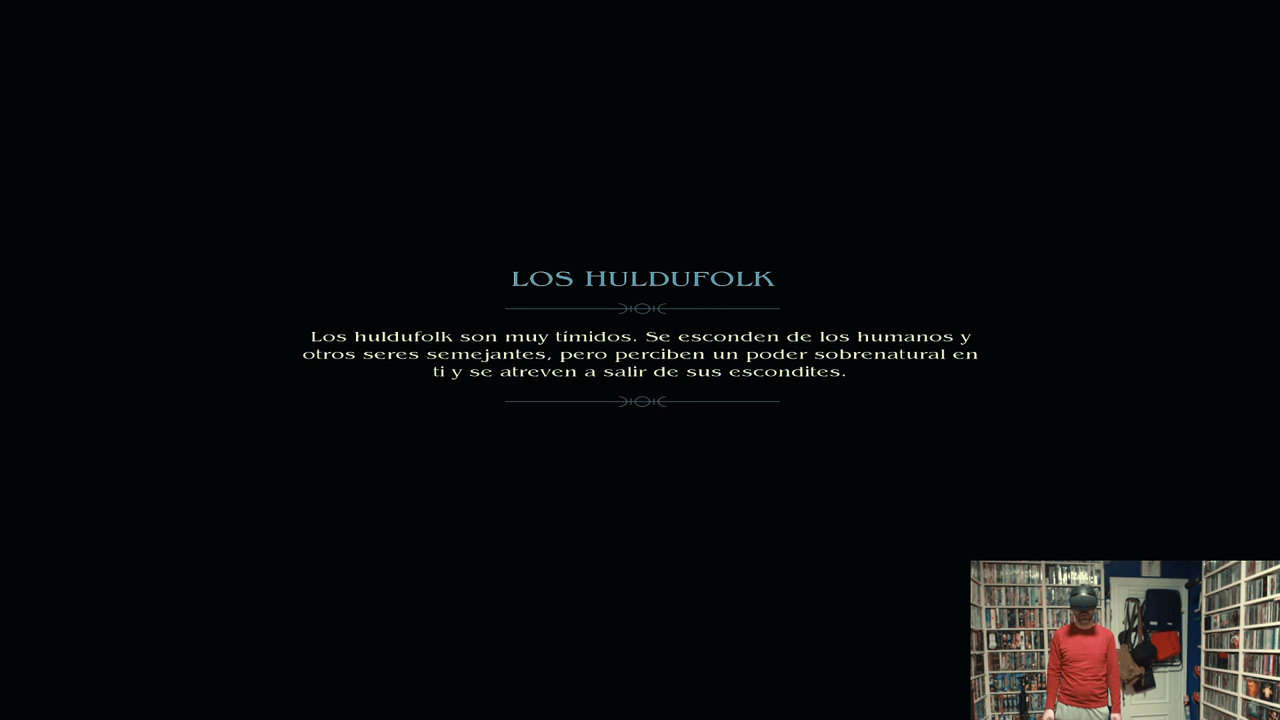 LOS HULDUFOLK
Los huldufolk son muy tímidos. Se esconden de los humanos y
otros seres semejantes, pero perciben un poder sobrenatural en
ti y se atreven a salir de sus escondites.